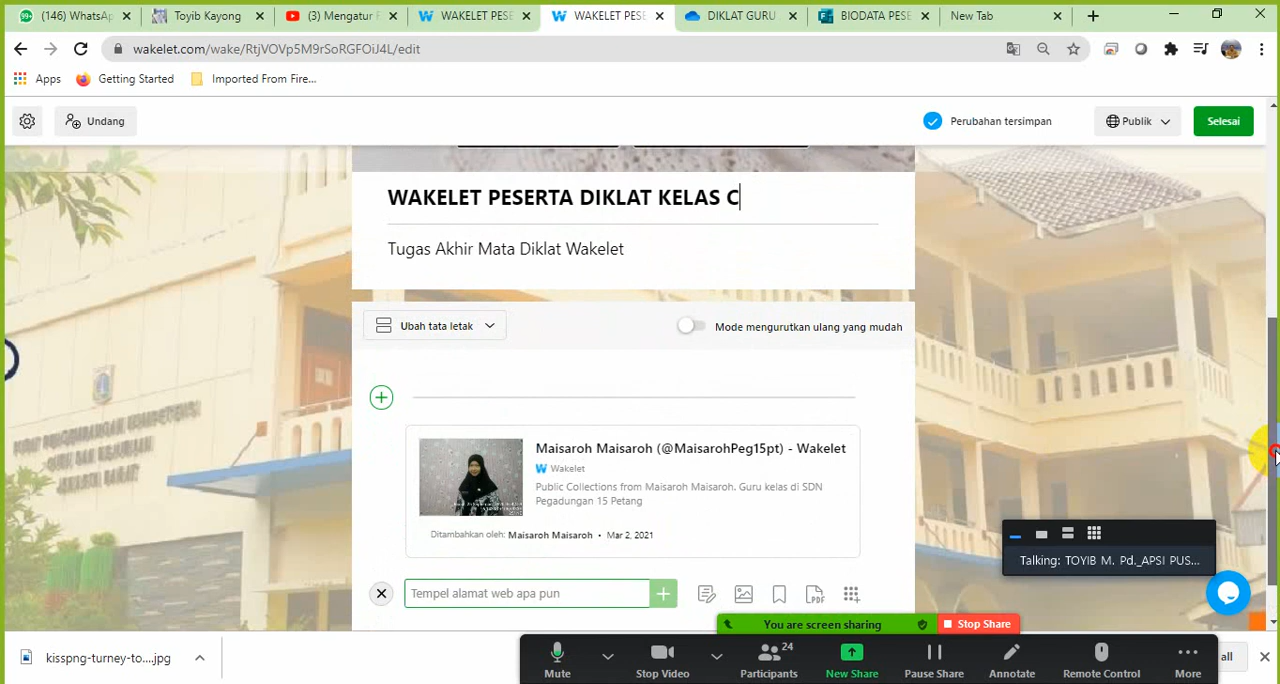 (146) WhatsAp
Toyib Kayong
(3) Mengatur F
WAKELET PESE
WAKELET PESE
DIKLAT GURU
BIODATA PESE
New Tab
wakelet.com/wake/RtjVOVp5M9rSoRGFOiJ4L/edit
Apps
Getting Started
Imported From Fire...
Undang
Perubahan tersimpan
Publik
Selesai
WAKELET PESERTA DIKLAT KELAS C
Tugas Akhir Mata Diklat Wakelet
Ubah tata letak
Mode mengurutkan ulang yang mudah
Maisaroh Maisaroh (@MaisarohPeg15pt) - Wakelet
Wakelet
Public Collections from Maisaroh Maisaroh. Guru kelas di SDN
Pegadungan 15 Petang
Ditambahkan oleh: Maisaroh Maisaroh • Mar 2, 2021
Talking: TOYIB M. Pd._APSI PUS...
Tempel alamat web apa pun
PDF
You are screen sharing
Stop Share
kisspng-turney-to....jpg
Mute
Stop Video
24
Participants
New Share
Pause Share
Annotate
Remote Control
More
all